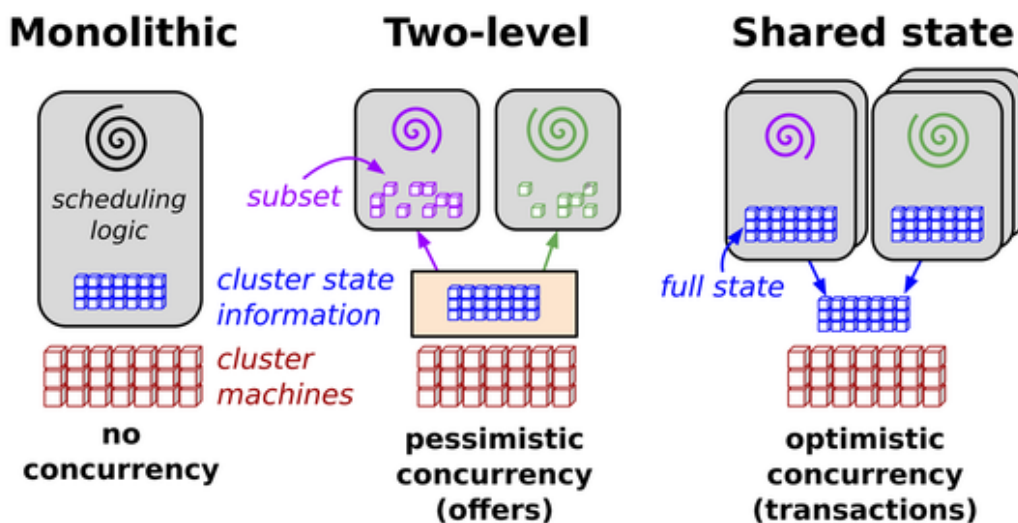 Monolithic
Two-level
Shared state
scheduling
logic
subset
cluster state
information
full state
cluster
machines
no
concurrency
pessimistic
concurrency
(offers)
optimistic
concurrency
(transactions)